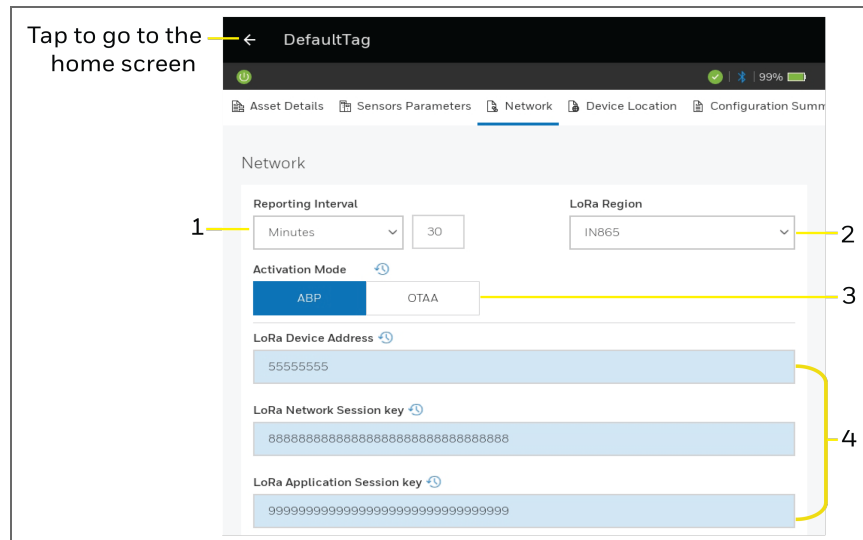 Tap to go to the
home screen
DefaultTag
99%
Asset Details Sensors Parameters Network Device Location Configuration Summ
Network
Reporting Interval LoRa Region
1 Minutes 30 IN865 2
Activation Mode
ABP OTAA 3
LoRa Device Address
55555555
LoRa Network Session key
88888888888888888888888888888888
4
LoRa Application Session key
99999999999999999999999999999999